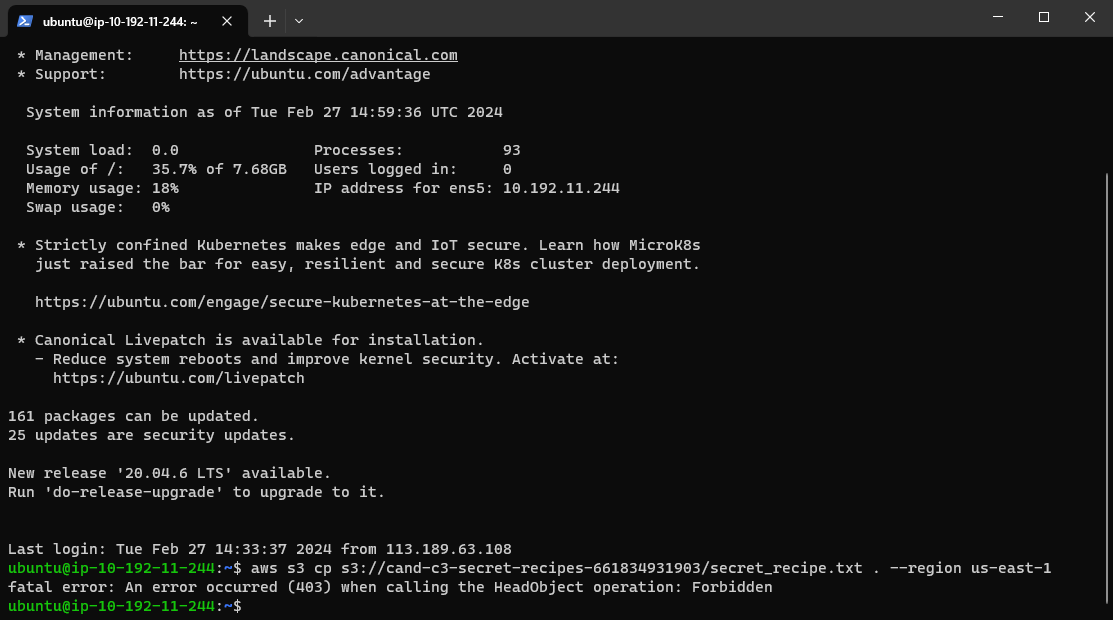 ubuntu@ip-10-192-11-244: ~
* Management: https://landscape.canonical.com
* Support: https://ubuntu.com/advantage
System information as of Tue Feb 27 14:59:36 UTC 2024
System load: 0.0 Processes: 93
Usage of /: 35.7% of 7.68GB Users logged in: 0
Memory usage: 18% IP address for ens5: 10.192.11.244
Swap usage: 0%
* Strictly confined Kubernetes makes edge and IoT secure. Learn how MicroK8s
just raised the bar for easy, resilient and secure K8s cluster deployment.
https://ubuntu.com/engage/secure-kubernetes-at-the-edge
* Canonical Livepatch is available for installation.
- Reduce system reboots and improve kernel security. Activate at:
https://ubuntu.com/livepatch
161 packages can be updated.
25 updates are security updates.
New release '20.04.6 LTS' available.
Run 'do-release-upgrade' to upgrade to it.
Last login: Tue Feb 27 14:33:37 2024 from 113.189.63.108
ubuntu@ip-10-192-11-244:~$ aws s3 cp s3://cand-c3-secret-recipes-661834931903/secret_recipe.txt . --region us-east-1
fatal error: An error occurred (403) when calling the HeadObject operation: Forbidden
ubuntu@ip-10-192-11-244:~$